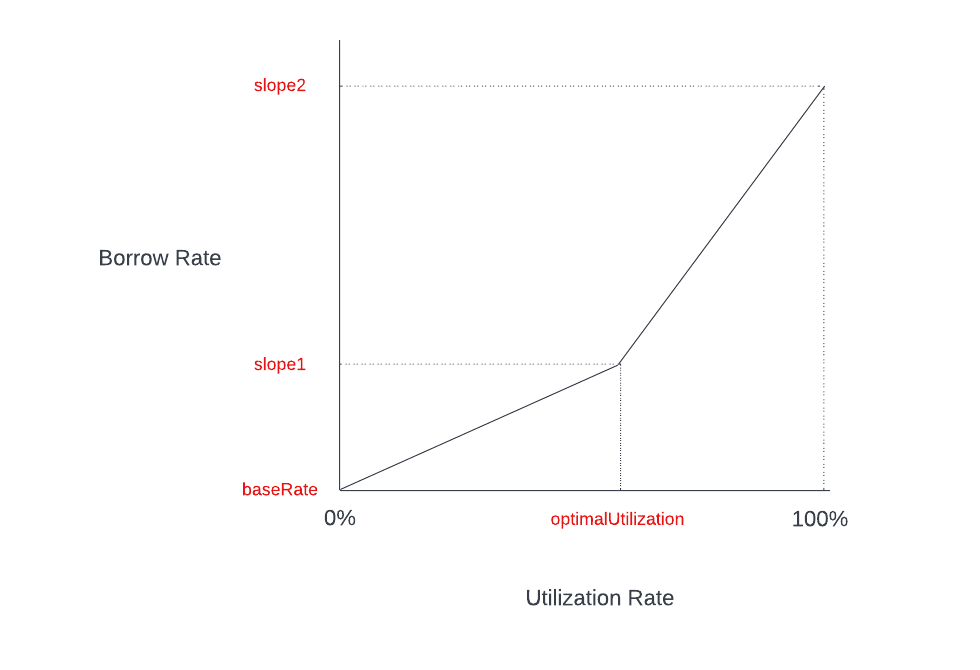 slope2
Borrow Rate
slope1
baseRate
0%
optimalUtilization
100%
Utilization Rate